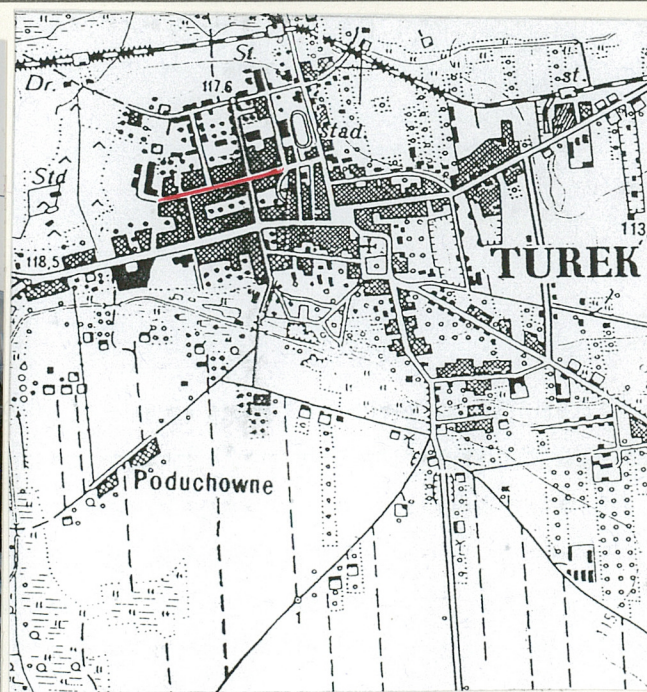 St.
Dr.
117,6
st
Stad.
Std
118,5
113
TUREK
Poduchowne